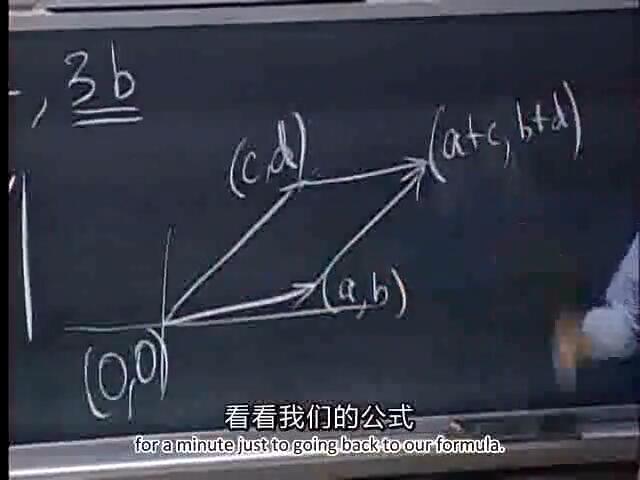 , 3b
(c,d)
(a+c, b+d)
(a,b)
(0,0)
看看我们的公式
for a minute just to going back to our formula.